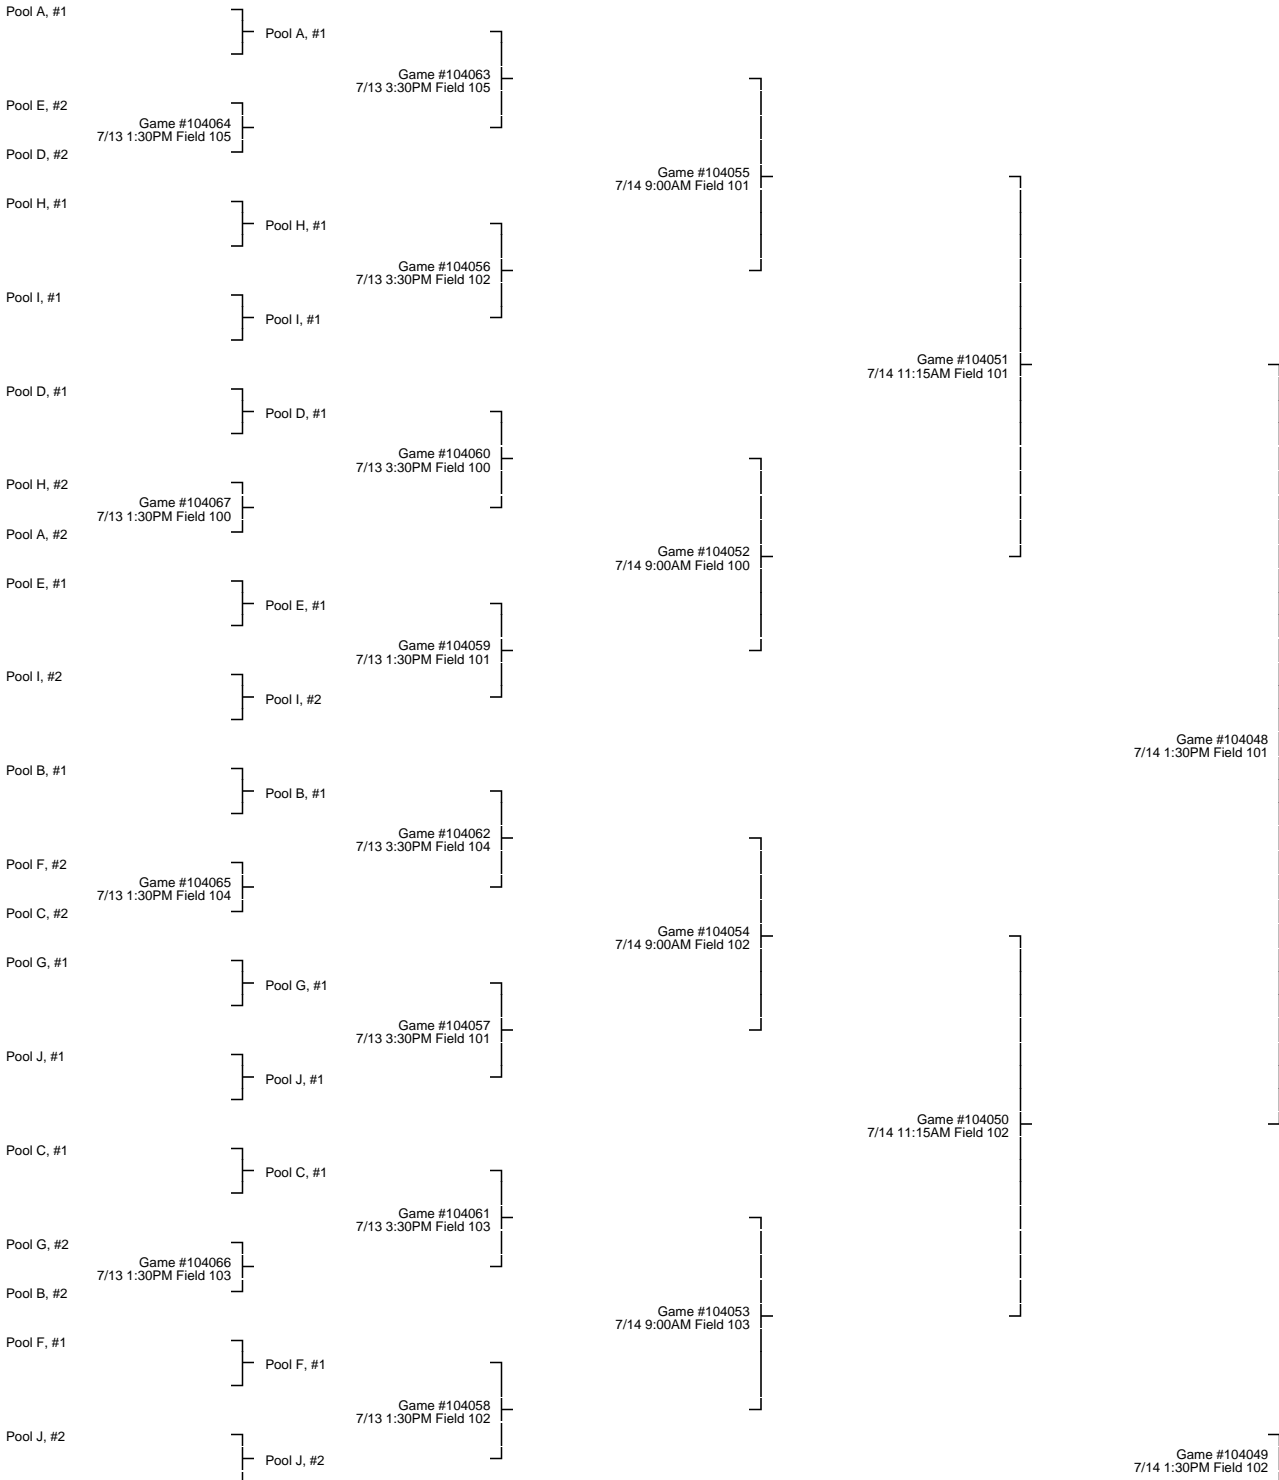 Pool A, #1
Pool A, #1
Game #104063
7/13 3:30PM Field 105
Pool E, #2
Game #104064
7/13 1:30PM Field 105
Pool D, #2
Game #104055
7/14 9:00AM Field 101
Pool H, #1
Pool H, #1
Game #104056
7/13 3:30PM Field 102
Pool I, #1
Pool I, #1
Game #104051
7/14 11:15AM Field 101
Pool D, #1
Pool D, #1
Game #104060
7/13 3:30PM Field 100
Pool H, #2
Game #104067
7/13 1:30PM Field 100
Pool A, #2
Game #104052
7/14 9:00AM Field 100
Pool E, #1
Pool E, #1
Game #104059
7/13 1:30PM Field 101
Pool I, #2
Pool I, #2
Game #104048
7/14 1:30PM Field 101
Pool B, #1
Pool B, #1
Game #104062
7/13 3:30PM Field 104
Pool F, #2
Game #104065
7/13 1:30PM Field 104
Pool C, #2
Game #104054
7/14 9:00AM Field 102
Pool G, #1
Pool G, #1
Game #104057
7/13 3:30PM Field 101
Pool J, #1
Pool J, #1
Game #104050
7/14 11:15AM Field 102
Pool C, #1
Pool C, #1
Game #104061
7/13 3:30PM Field 103
Pool G, #2
Game #104066
7/13 1:30PM Field 103
Pool B, #2
Game #104053
7/14 9:00AM Field 103
Pool F, #1
Pool F, #1
Game #104058
7/13 1:30PM Field 102
Pool J, #2
Pool J, #2
Game #104049
7/14 1:30PM Field 102